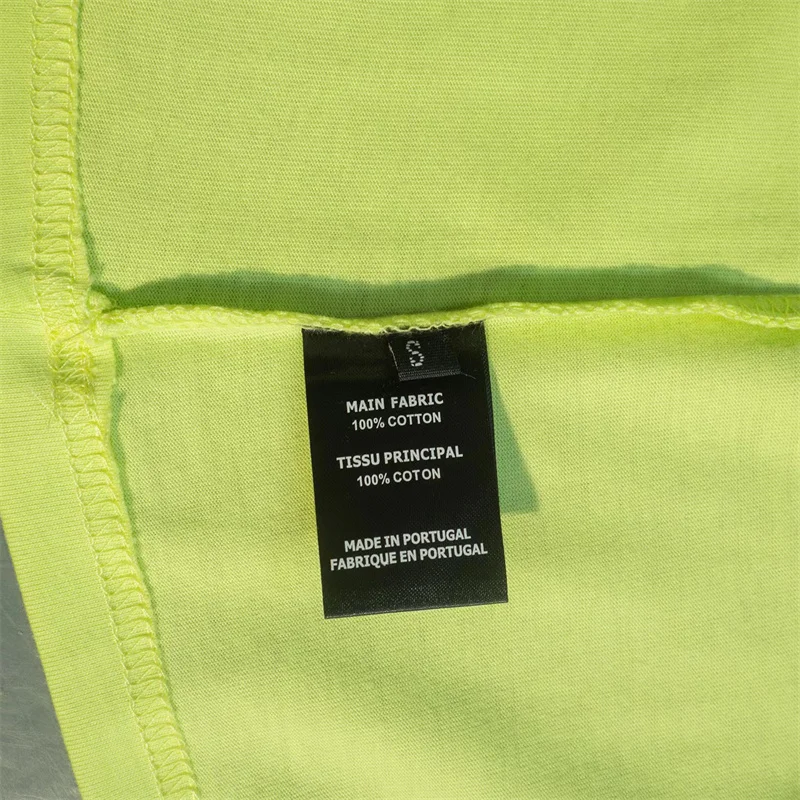 S
MAIN FABRIC
100% COTTON
TISSU PRINCIPAL
100% COTON
MADE IN PORTUGAL
FABRIQUE EN PORTUGAL